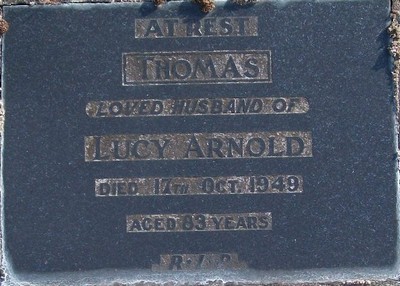 AT REST
THOMAS
LOVED HUSBAND OF
LUCY ARNOLD
DIED 17TH OCT. 1949
AGED 83 YEARS
R.I.P.